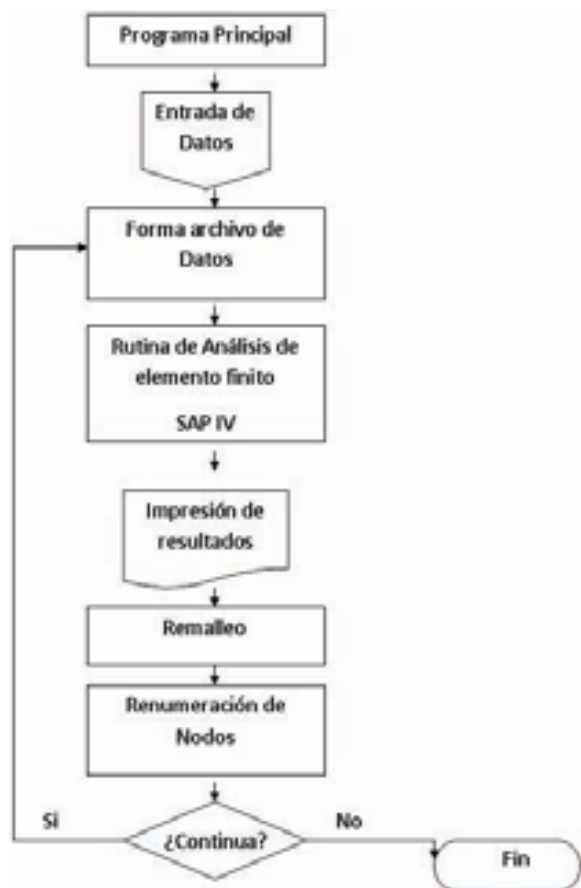 Programa Principal
Entrada de
Datos
Forma archivo de
Datos
Rutina de Análisis de
elemento finito
SAP IV
Impresión de
resultados
Remalleo
Renumeración de
Nodos
Si
¿Continua?
No
Fin